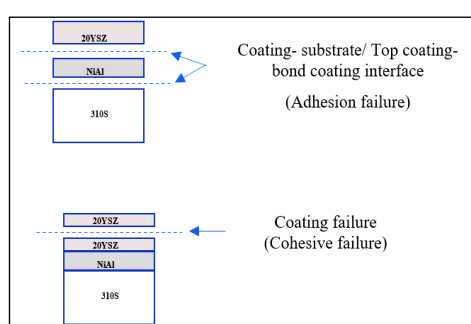 20YSZ
NiAl
310S
Coating- substrate/ Top coating-
bond coating interface
(Adhesion failure)
20YSZ
20YSZ
NiAl
310S
Coating failure
(Cohesive failure)